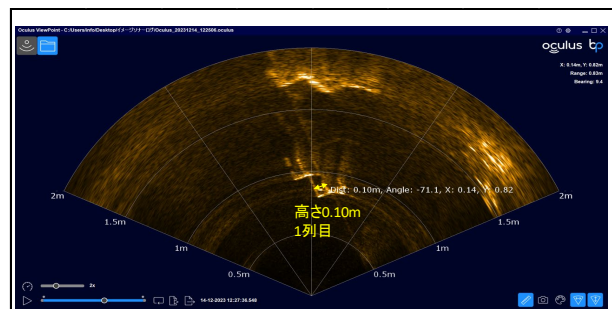 Oculus ViewPoint - C:/Users/info/Desktop/イメージソナーログ/Oculus_20231214_122506.oculus
oculus bp
X: 0.14m, Y: 0.82m
Range: 0.83m
Bearing: 9.4
Dist: 0.10m, Angle: -71.1, X: 0.14, Y: 0.82
高さ0.10m
1列目
2m
2m
1.5m
1.5m
1m
1m
0.5m
0.5m
2x
14-12-2023 12:27:36.548